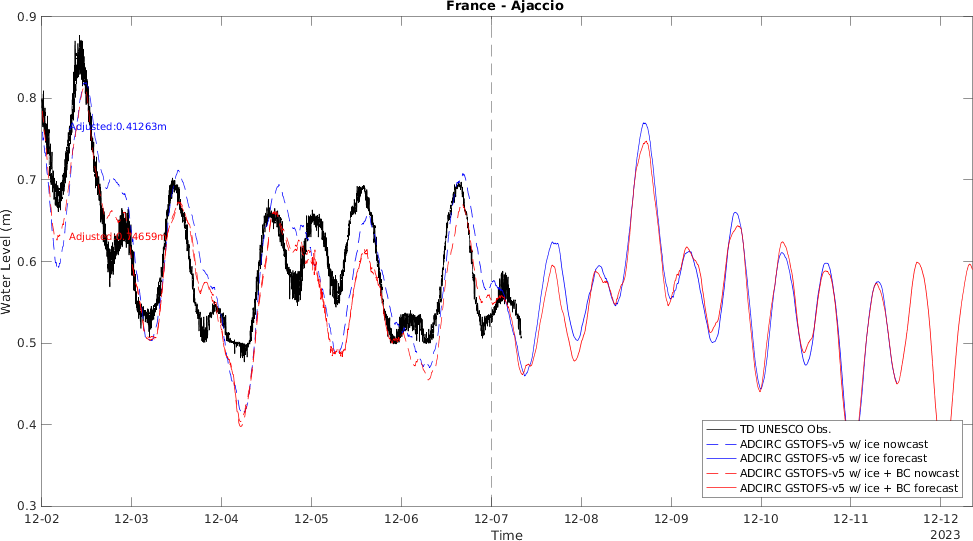 France - Ajaccio
Water Level (m)
0.9
0.8
0.7
0.6
0.5
0.4
0.3
Adjusted:0.41263m
12-02
12-03
12-04
12-05
12-06
12-07
12-08
12-09
12-10
12-11
12-12
2023
Time
TD UNESCO Obs.
ADCIRC GSTOFS-v5 w/ ice nowcast
ADCIRC GSTOFS-v5 w/ ice forecast
ADCIRC GSTOFS-v5 w/ ice + BC nowcast
ADCIRC GSTOFS-v5 w/ ice + BC forecast